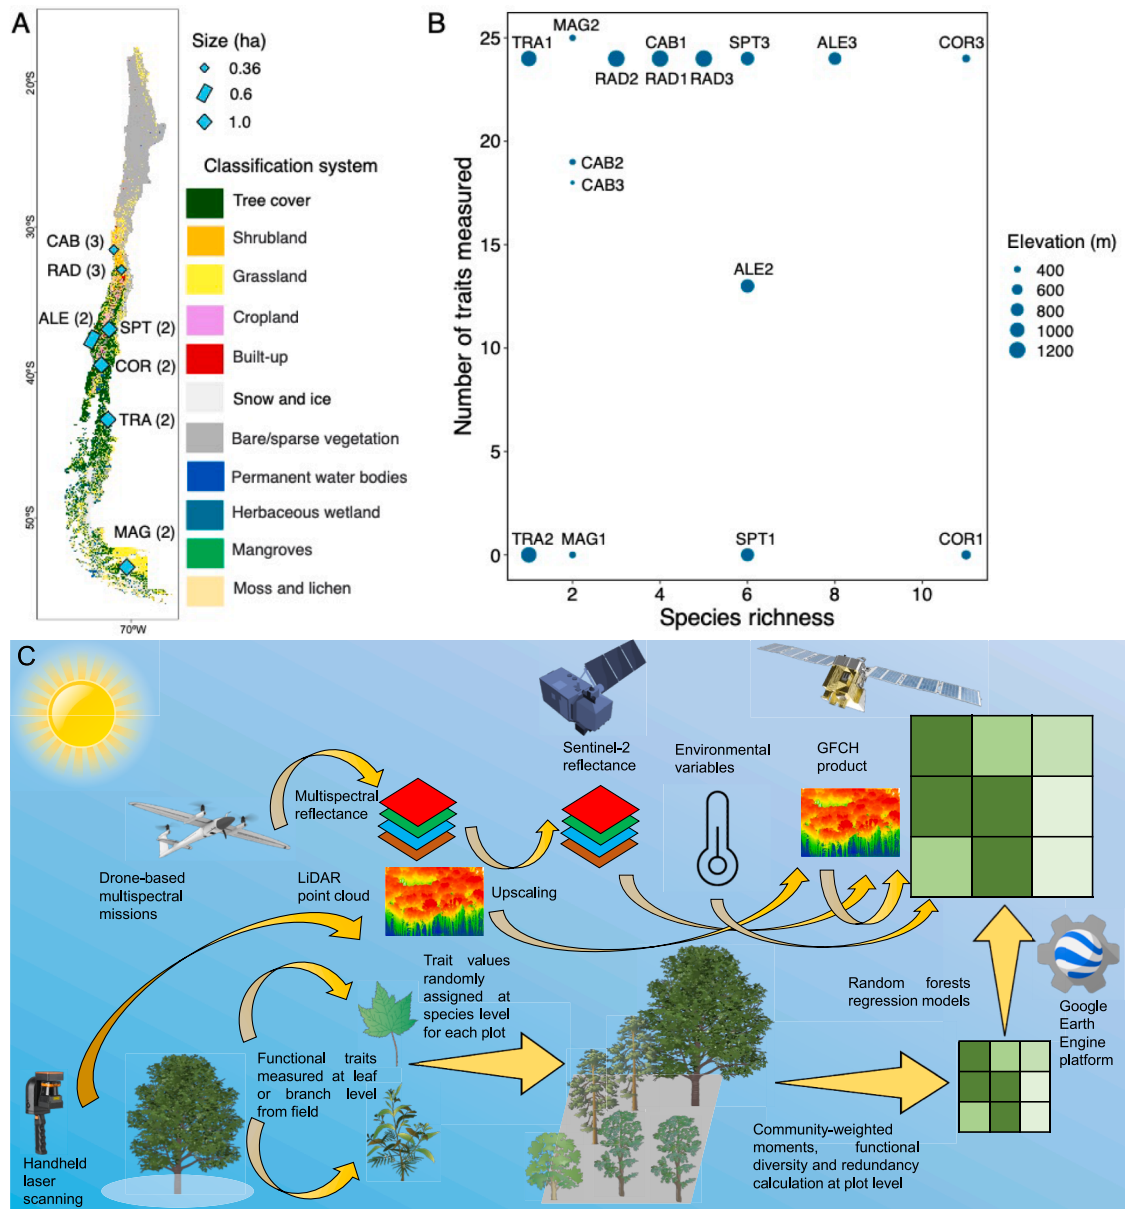 A
Size (ha)
0.36
0.6
1.0
Classification system
Tree cover
Shrubland
Grassland
Cropland
Built-up
Snow and ice
Bare/sparse vegetation
Permanent water bodies
Herbaceous wetland
Mangroves
Moss and lichen
20°S
30°S
40°S
50°S
70°W
CAB (3)
RAD (3)
ALE (2)
SPT (2)
COR (2)
TRA (2)
MAG (2)
B
Number of traits measured
25
20
15
10
5
0
TRA1
MAG2
RAD2
CAB1
RAD1
RAD3
SPT3
ALE3
COR3
CAB2
CAB3
ALE2
TRA2
MAG1
SPT1
COR1
2
4
6
8
10
Species richness
Elevation (m)
400
600
800
1000
1200
C
Drone-based
multispectral
missions
Multispectral
reflectance
LiDAR
point cloud
Upscaling
Sentinel-2
reflectance
Environmental
variables
GFCH
product
Trait values
randomly
assigned at
species level
for each plot
Functional traits
measured at leaf
or branch level
from field
Handheld
laser
scanning
Random forests
regression models
Google
Earth
Engine
platform
Community-weighted
moments, functional
diversity and redundancy
calculation at plot level